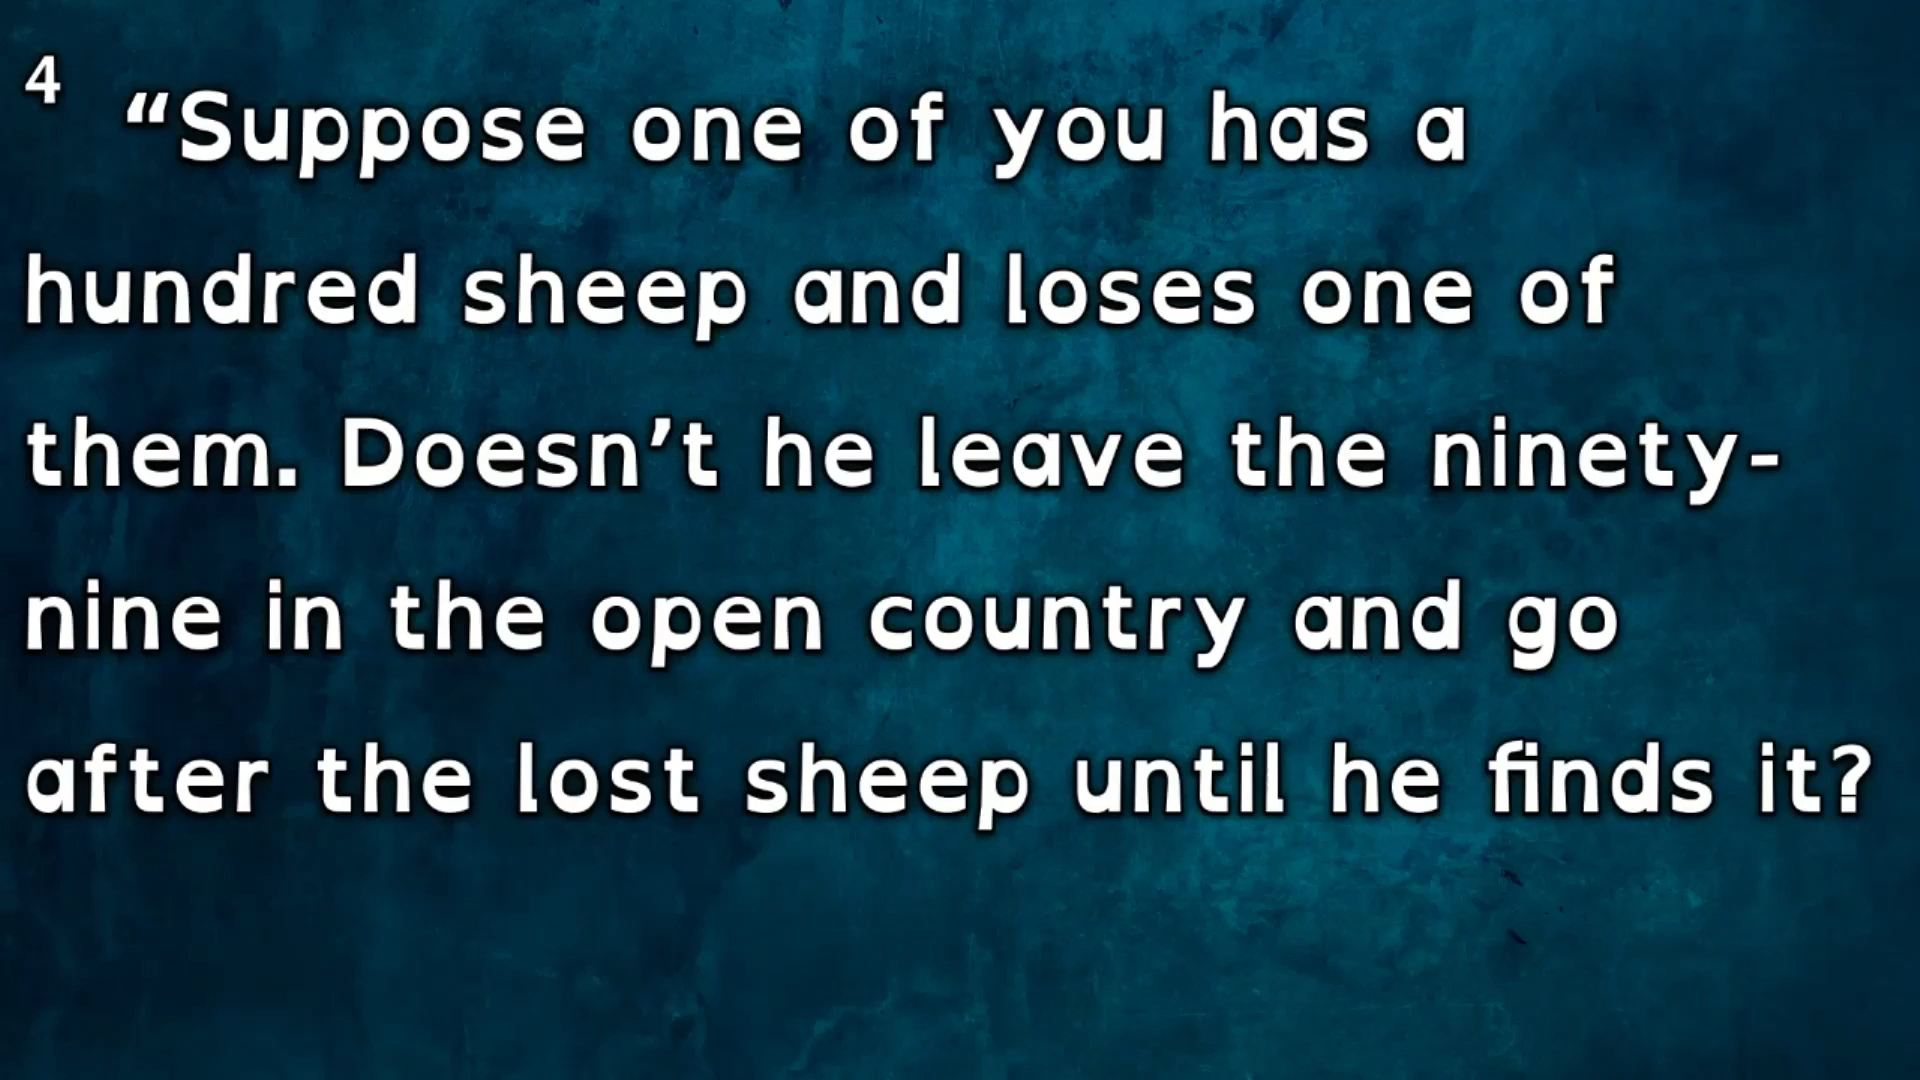 4 “Suppose one of you has a
hundred sheep and loses one of
them. Doesn’t he leave the ninety-
nine in the open country and go
after the lost sheep until he finds it?